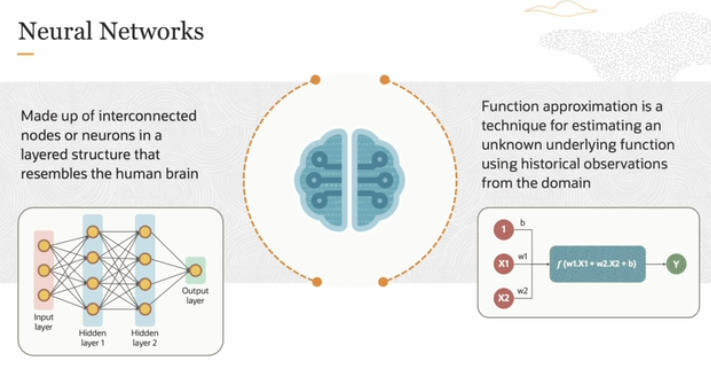 Neural Networks
Made up of interconnected
nodes or neurons in a
layered structure that
resembles the human brain
Input
layer
Hidden
layer 1
Hidden
layer 2
Output
layer
Function approximation is a
technique for estimating an
unknown underlying function
using historical observations
from the domain
1
b
X1
w1
X2
w2
f (w1.X1 + w2.X2 + b)
Y